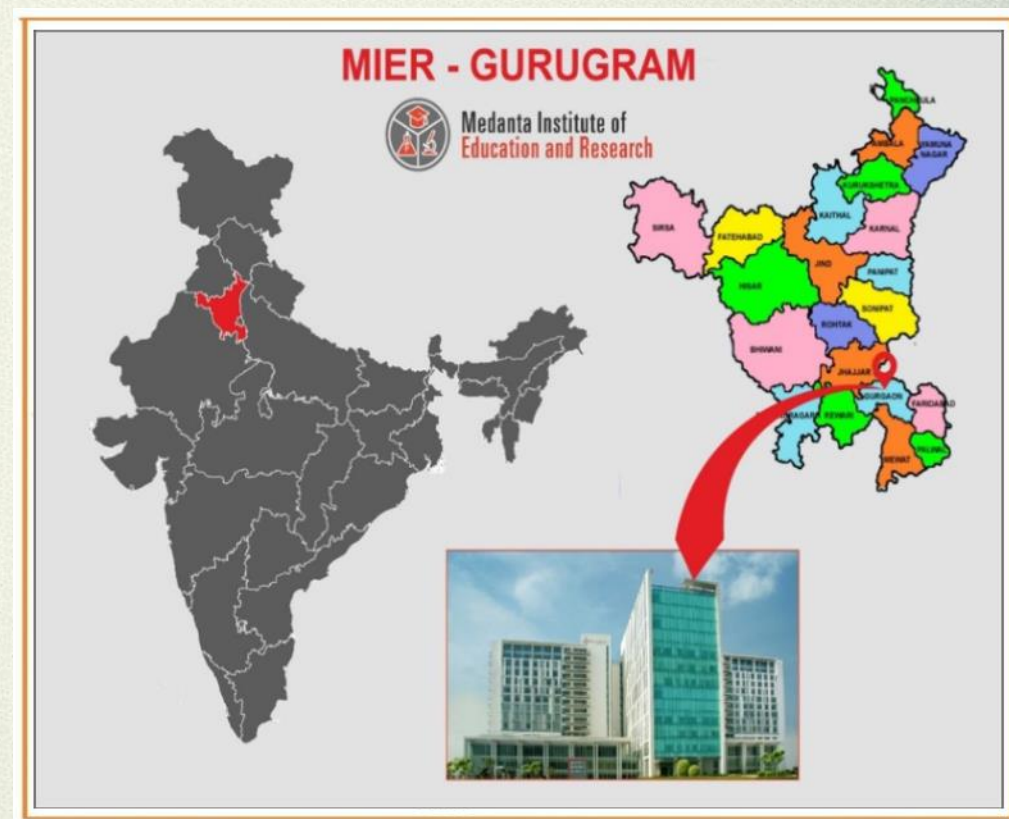 MIER - GURUGRAM
Medanta Institute of
Education and Research
PANCHKULA
AMBALA
YAMUNA
NAGAR
KURUKSHETRA
KAITHAL
KARNAL
SIRSA
FATEHABAD
JIND
PANIPAT
HISAR
SONIPAT
ROHTAK
BHIWANI
JHAJJAR
GURGAON
FARIDABAD
REWARI
MEWAT
PALWAL